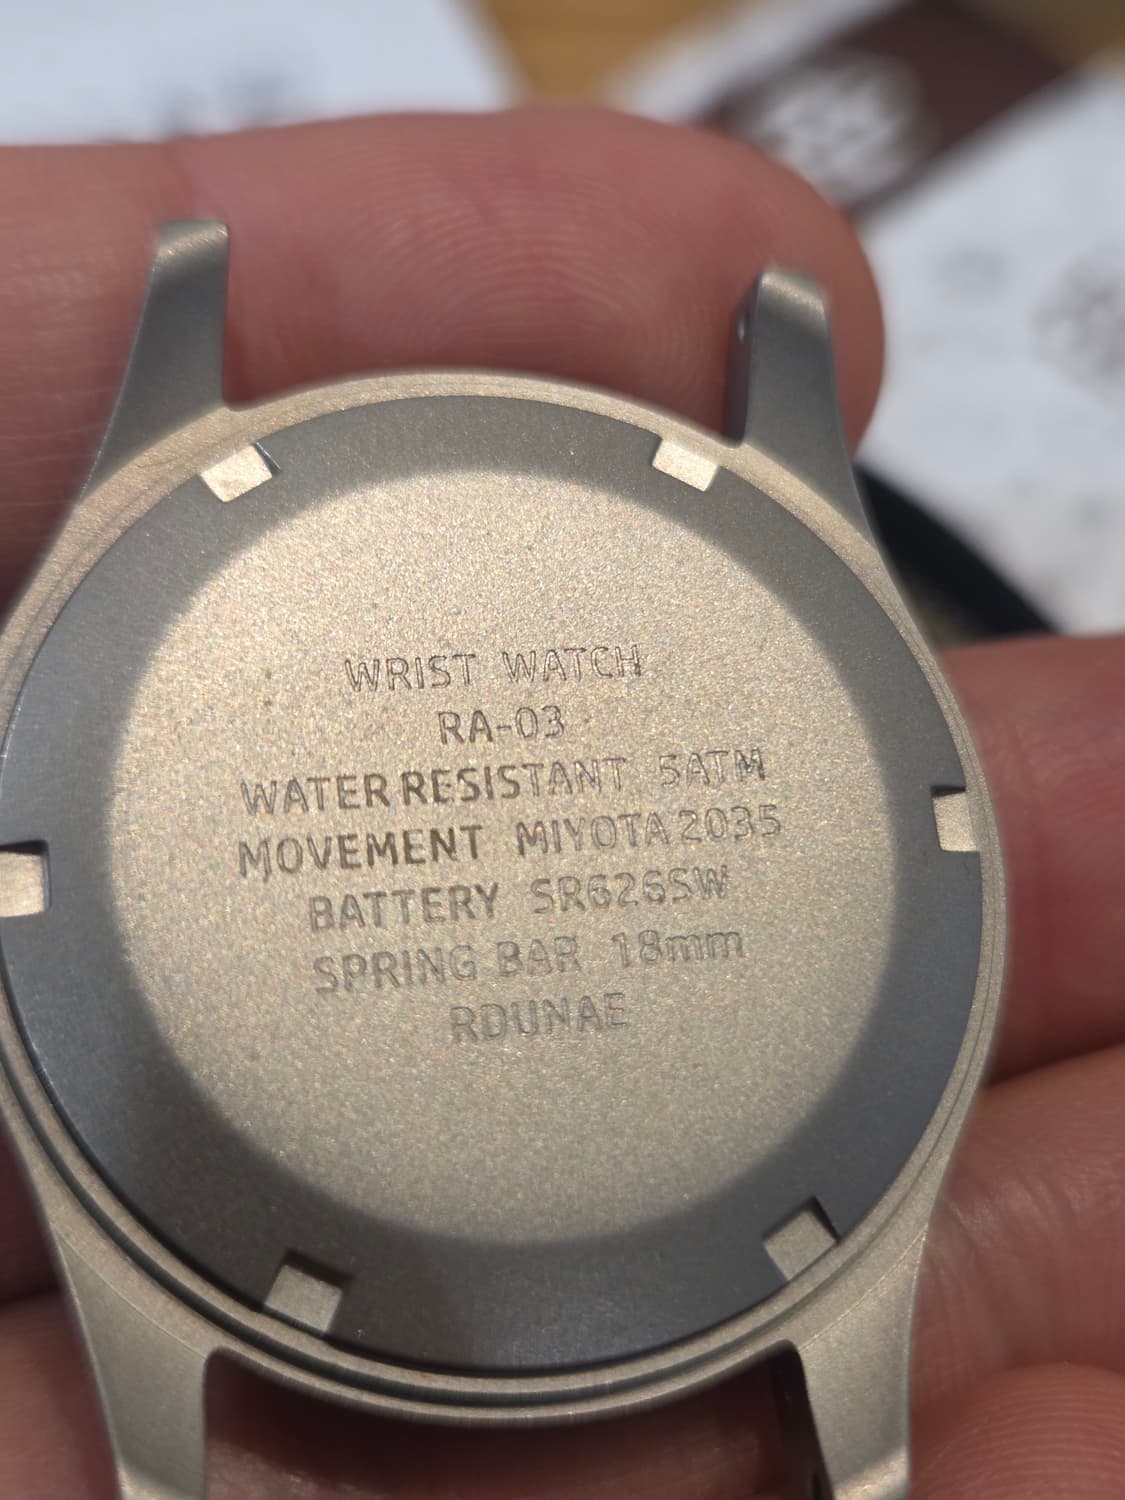 WRIST WATCH
RA-03
WATER RESISTANT 5ATM
MOVEMENT MIYOTA 2035
BATTERY SR626SW
SPRING BAR 18mm
RDUNAE